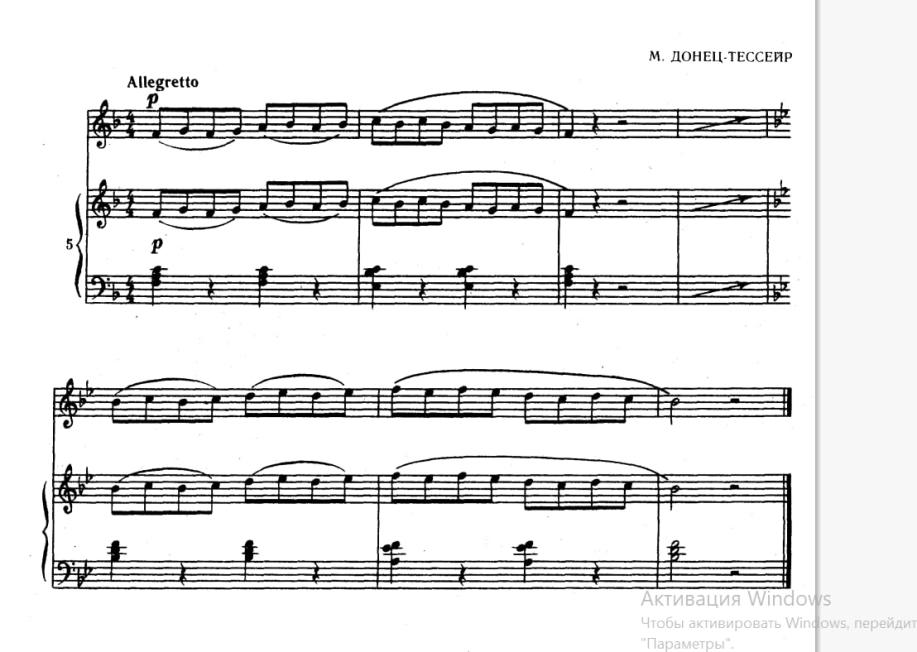 М. ДОНЕЦ-ТЕССЕЙР
Allegretto
p
5
p
Активация Windows
Чтобы активировать Windows, перейдит
"Параметры".